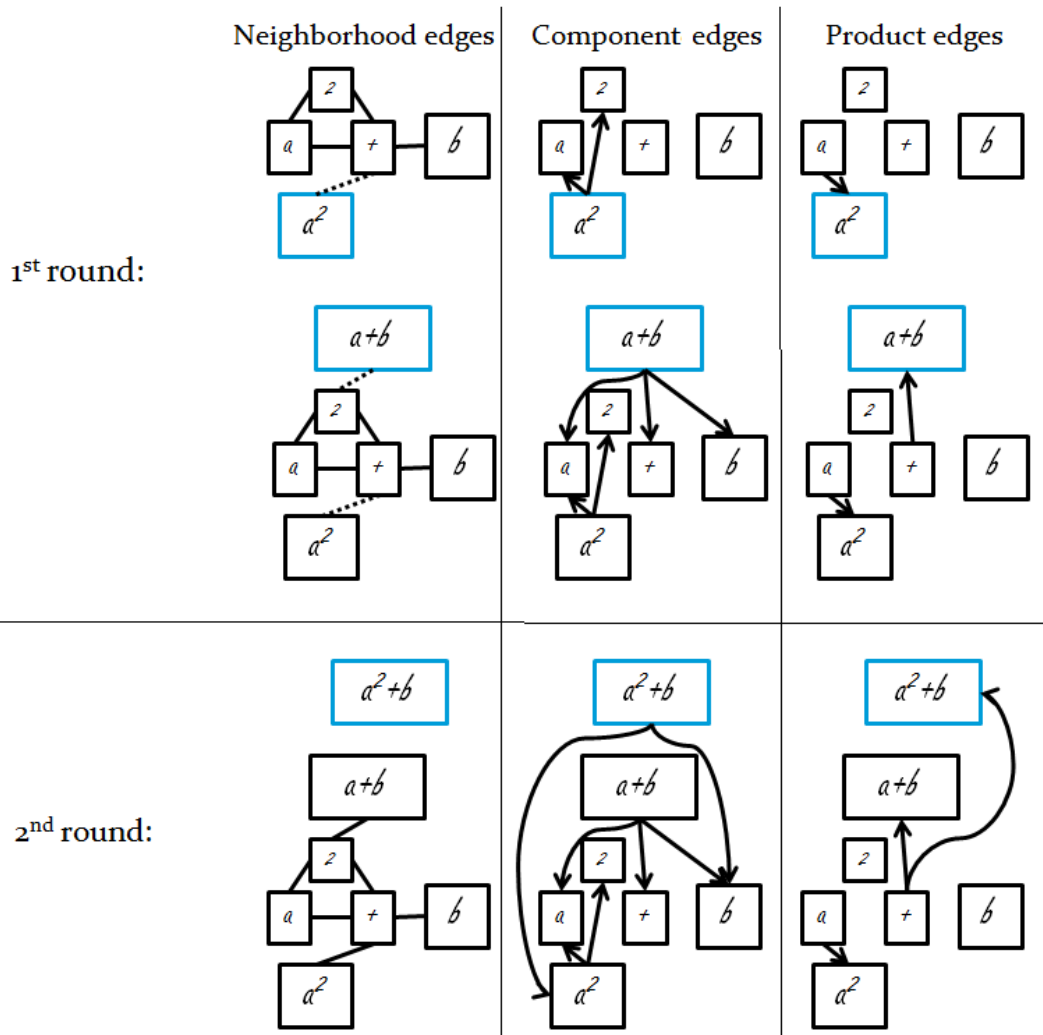 Neighborhood edges Component edges Product edges
2 2 2
a + b a + b a + b
a² a² a²
1st round:
a+b a+b a+b
2 2 2
a + b a + b a + b
a² a² a²
a²+b a²+b a²+b
a+b a+b a+b
2nd round:
2 2 2
a + b a + b a + b
a² a² a²